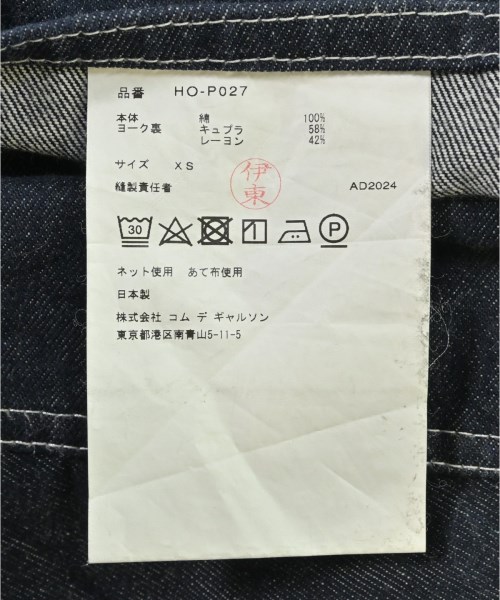 品番 HO-P027
本体 綿 100%
ヨーク裏 キュプラ 58%
レーヨン 42%
サイズ XS
縫製責任者 伊東 AD2024
30 P
ネット使用 あて布使用
日本製
株式会社 コム デ ギャルソン
東京都港区南青山5-11-5